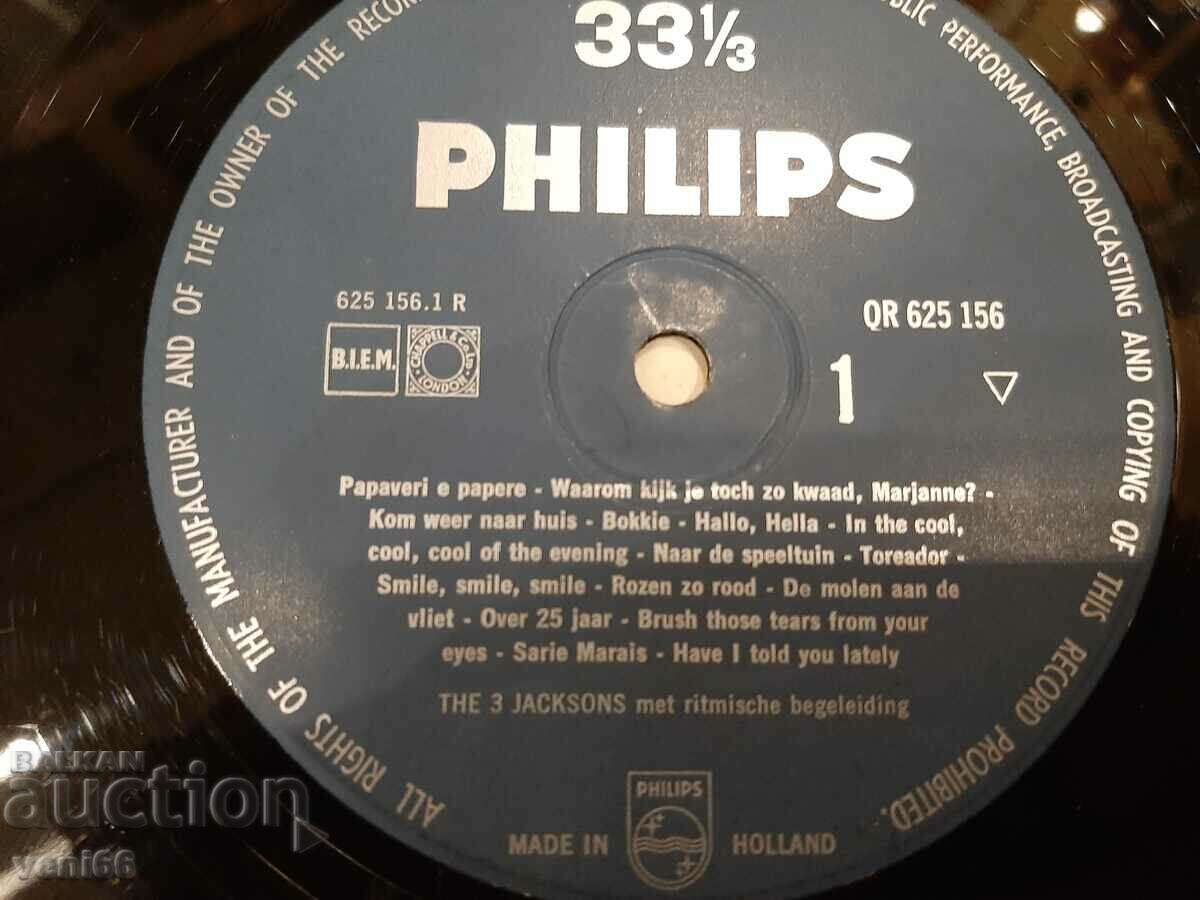 33⅓
PHILIPS
625 156.1 R
B.I.E.M.
CHAPPELL & Co. Ltd
LONDON
QR 625 156
1
Papaveri e papere - Waarom kijk je toch zo kwaad, Marjanne? -
Kom weer naar huis - Bokkie - Hallo, Hella - In the cool,
cool, cool of the evening - Naar de speeltuin - Toreador -
Smile, smile, smile - Rozen zo rood - De molen aan de
vliet - Over 25 jaar - Brush those tears from your
eyes - Sarie Marais - Have I told you lately
THE 3 JACKSONS met ritmische begeleiding
PHILIPS
MADE IN HOLLAND
ALL RIGHTS OF THE MANUFACTURER AND OF THE OWNER OF THE
PERFORMANCE, BROADCASTING AND COPYING OF THIS RECORD PROHIBITED.
BALKAN
auction
veni66